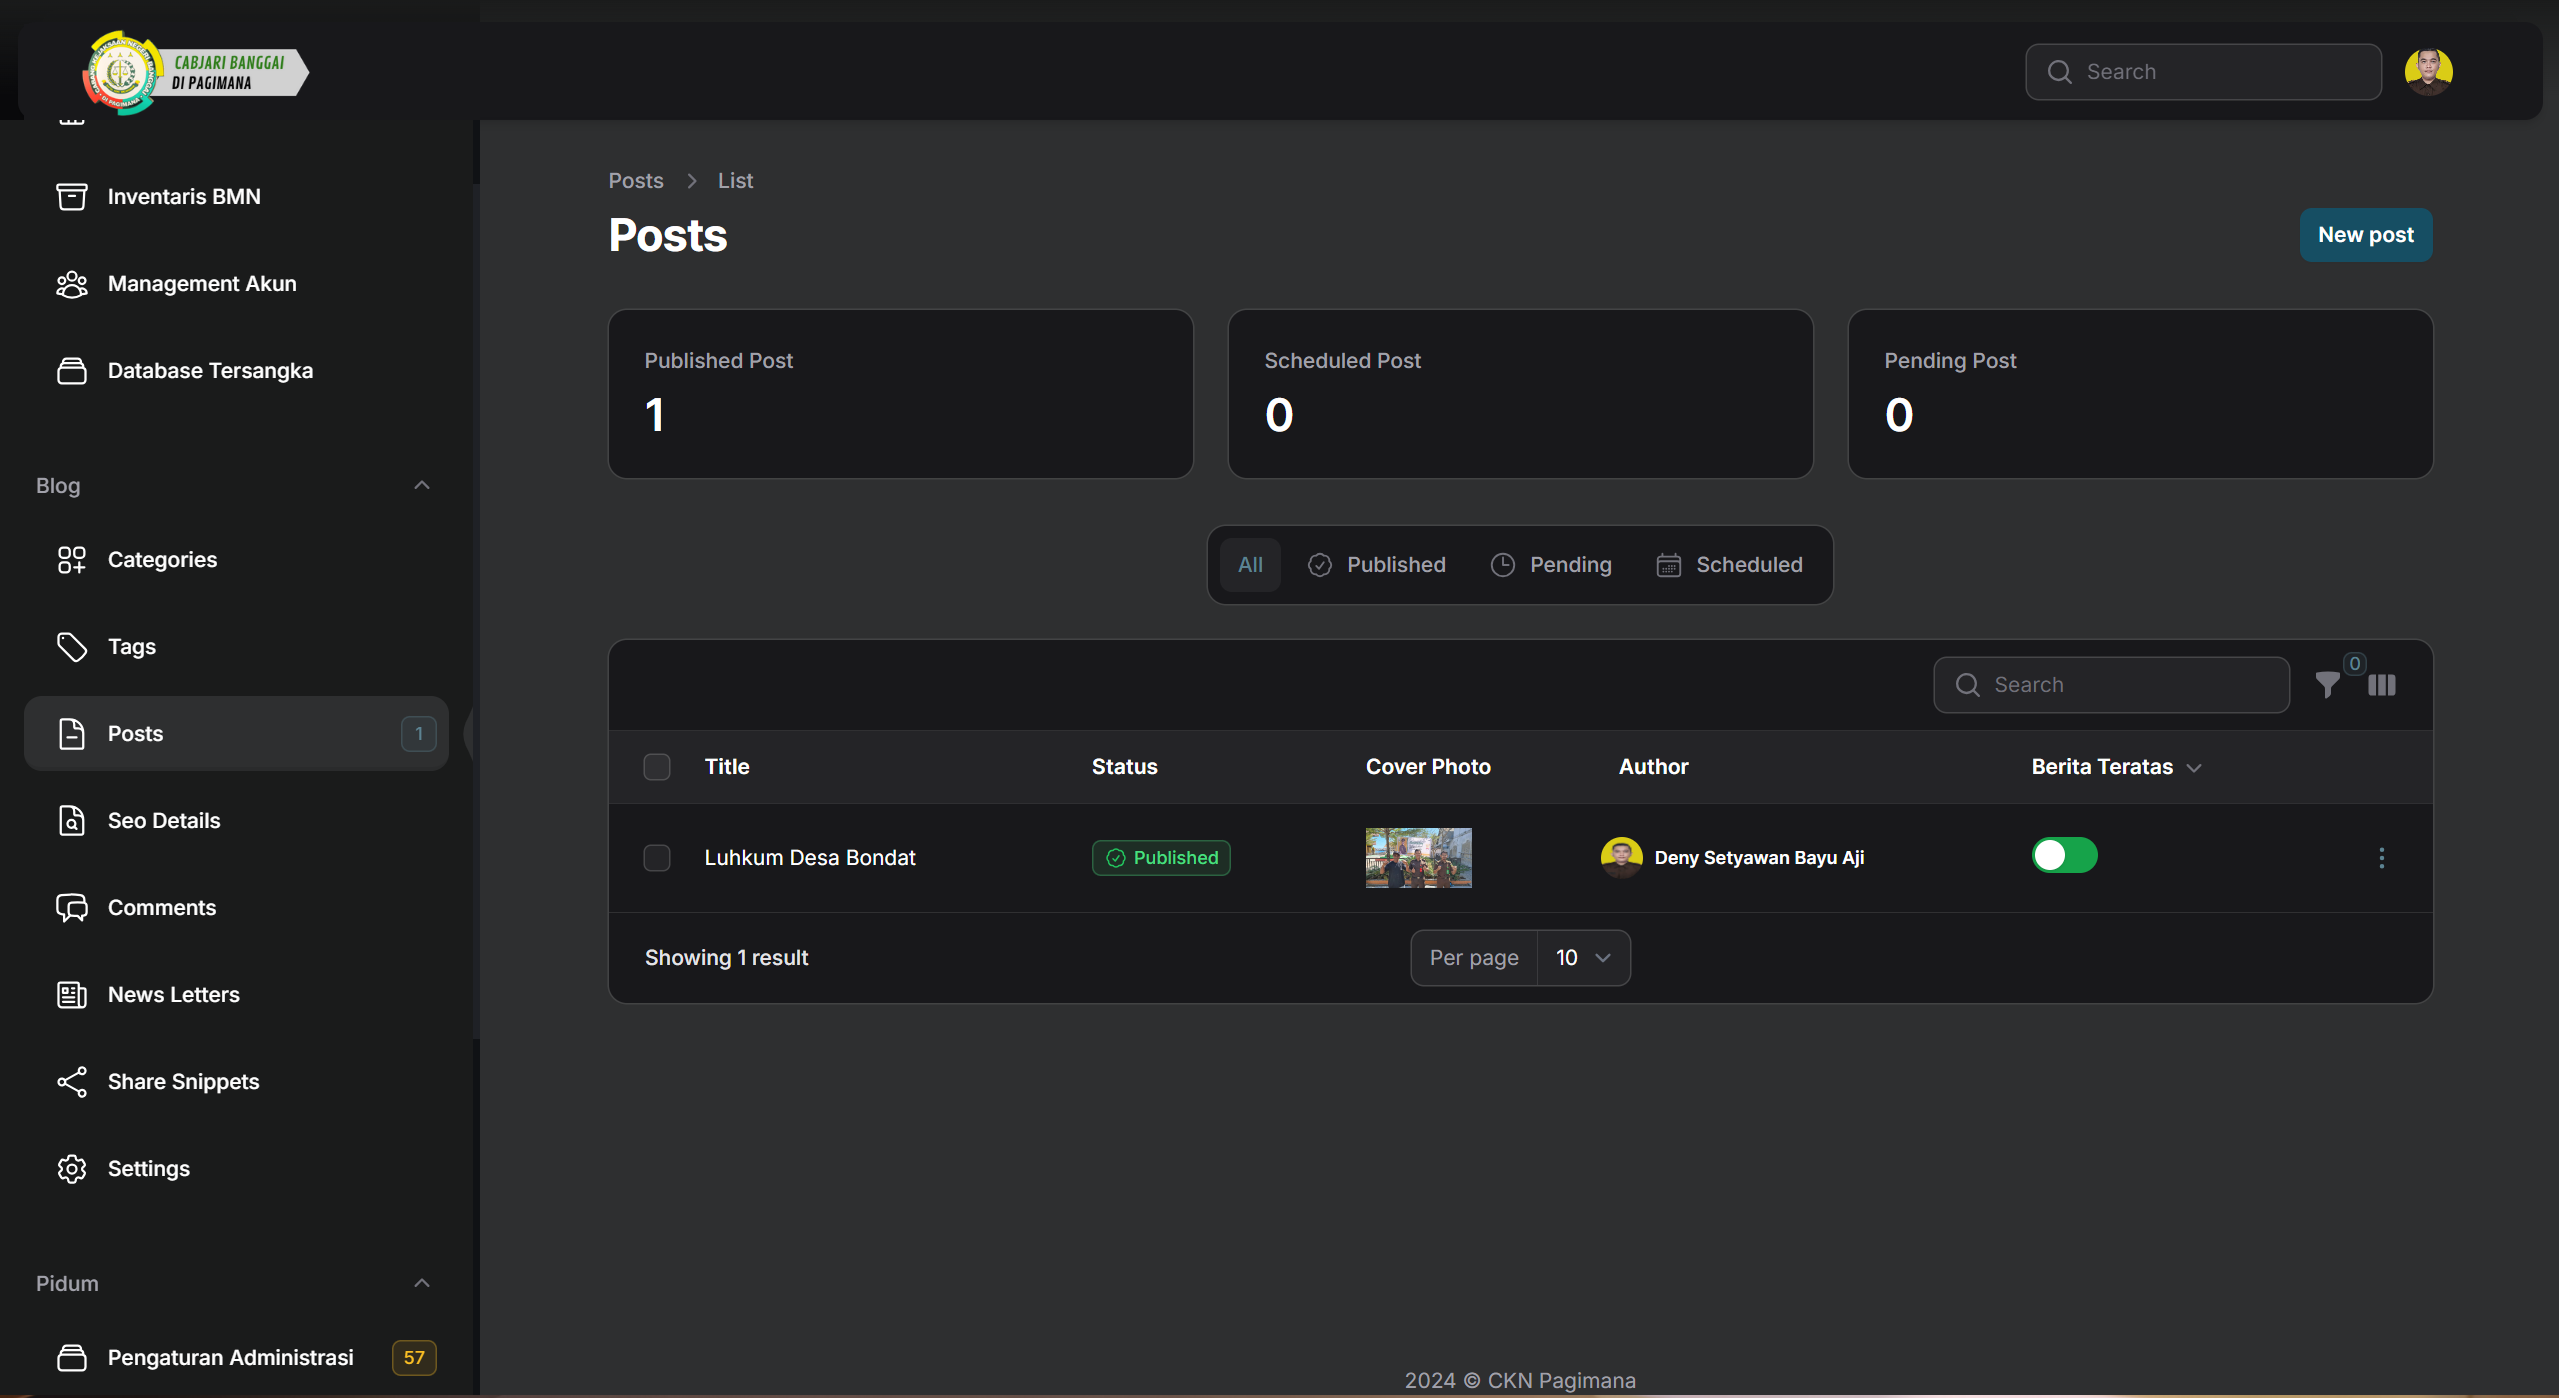 CABJARI BANGGAI
DI PAGIMANA
Search
Inventaris BMN
Management Akun
Database Tersangka
Blog
Categories
Tags
Posts 1
Seo Details
Comments
News Letters
Share Snippets
Settings
Pidum
Pengaturan Administrasi 57
Posts List
Posts
New post
Published Post
1
Scheduled Post
0
Pending Post
0
All Published Pending Scheduled
Search 0
Title Status Cover Photo Author Berita Teratas
Luhkum Desa Bondat Published Deny Setyawan Bayu Aji
Showing 1 result Per page 10
2024 © CKN Pagimana